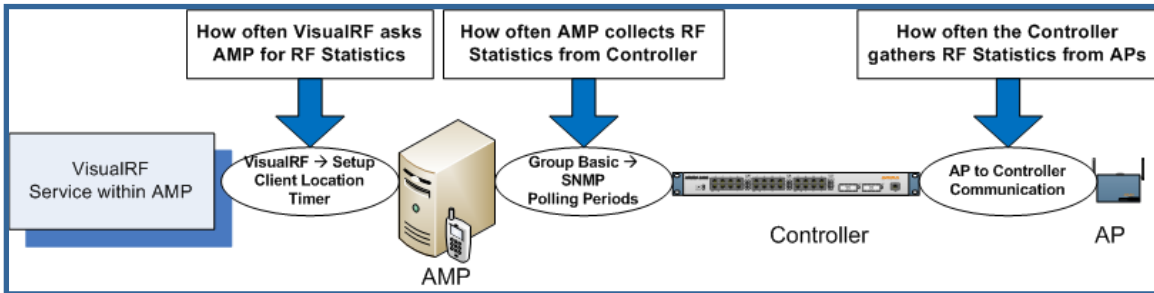 How often VisualRF asks
AMP for RF Statistics
How often AMP collects RF
Statistics from Controller
How often the Controller
gathers RF Statistics from APs
VisualRF
Service within AMP
VisualRF → Setup
Client Location
Timer
Group Basic →
SNMP
Polling Periods
AP to Controller
Communication
AMP
Controller
AP